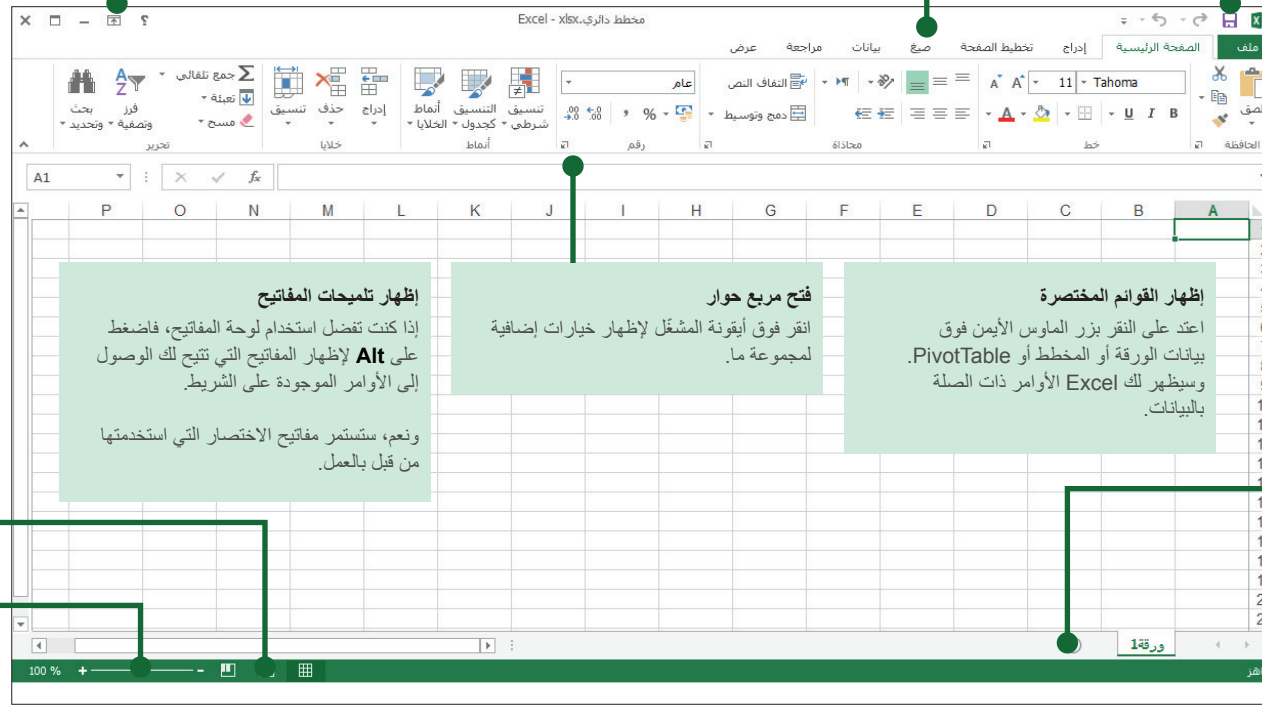 مخطط دائري.xlsx - Excel
ملف
الصفحة الرئيسية
إدراج
تخطيط الصفحة
صيغ
بيانات
مراجعة
عرض
Tahoma
11
A A
التفاف النص
عام
جمع تلقائي
B I U
A
دمج وتوسيط
%
تنسيق شرطي
التنسيق كجدول
أنماط الخلايا
إدراج
حذف
تنسيق
تعبئة
مسح
فرز وتصفية
بحث وتحديد
الحافظة
خط
محاذاة
رقم
أنماط
خلايا
تحرير
A1
fx
A B C D E F G H I J K L M N O P
إظهار القوائم المختصرة
اعتد على النقر بزر الماوس الأيمن فوق
بيانات الورقة أو المخطط أو PivotTable.
وسيظهر لك Excel الأوامر ذات الصلة
بالبيانات.
فتح مربع حوار
انقر فوق أيقونة المشغّل لإظهار خيارات إضافية
لمجموعة ما.
إظهار تلميحات المفاتيح
إذا كنت تفضل استخدام لوحة المفاتيح، فاضغط
على Alt لإظهار المفاتيح التي تتيح لك الوصول
إلى الأوامر الموجودة على الشريط.
ونعم، ستستمر مفاتيح الاختصار التي استخدمتها
من قبل بالعمل.
ورقة1
100 %